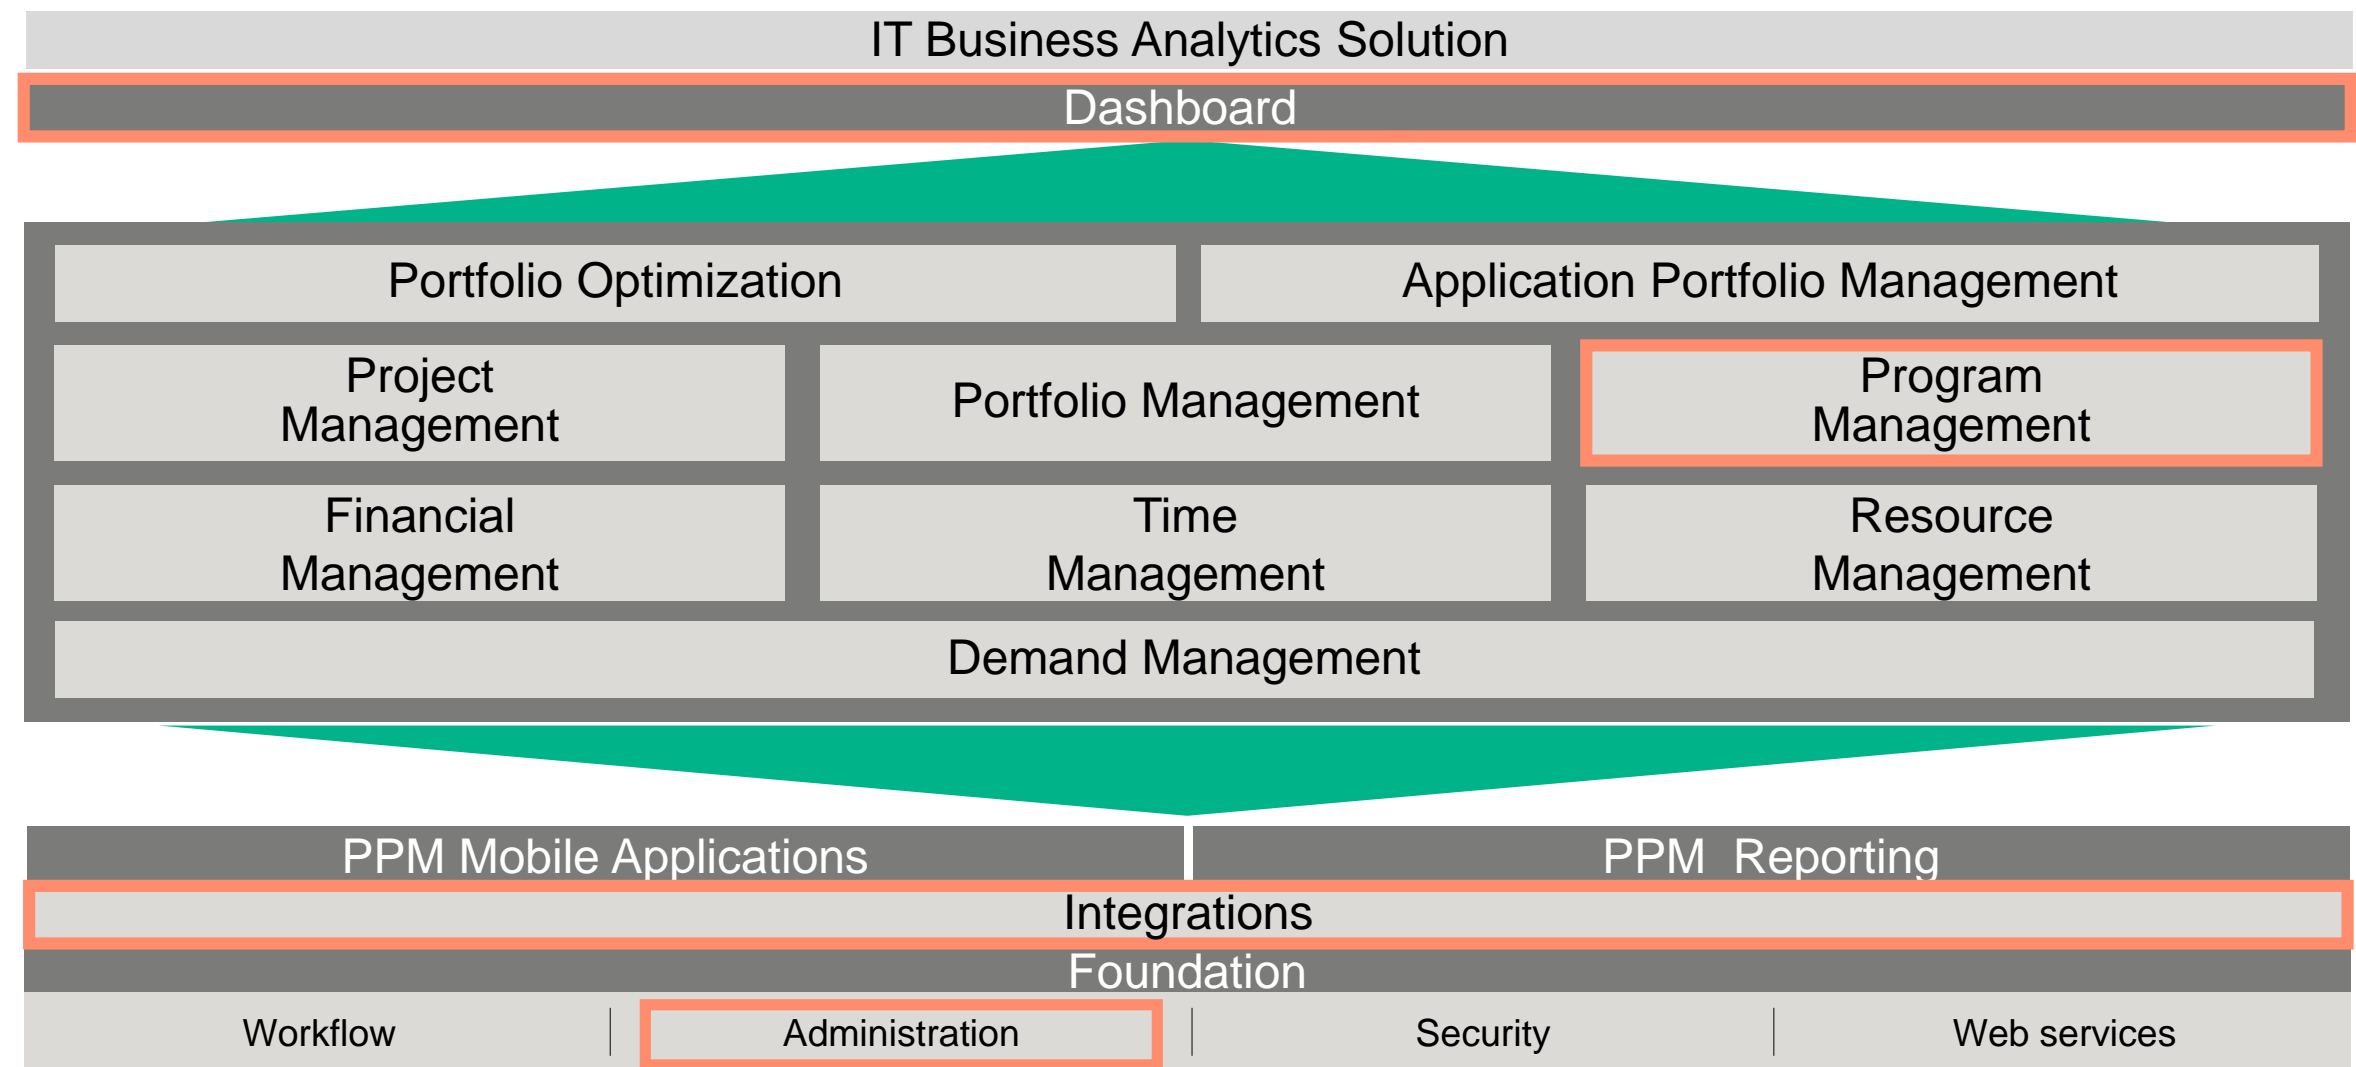 IT Business Analytics Solution
Dashboard
Portfolio Optimization
Application Portfolio Management
Project
Management
Portfolio Management
Program
Management
Financial
Management
Time
Management
Resource
Management
Demand Management
PPM Mobile Applications
PPM  Reporting
Integrations
Foundation
Workflow
Administration
Security
Web services